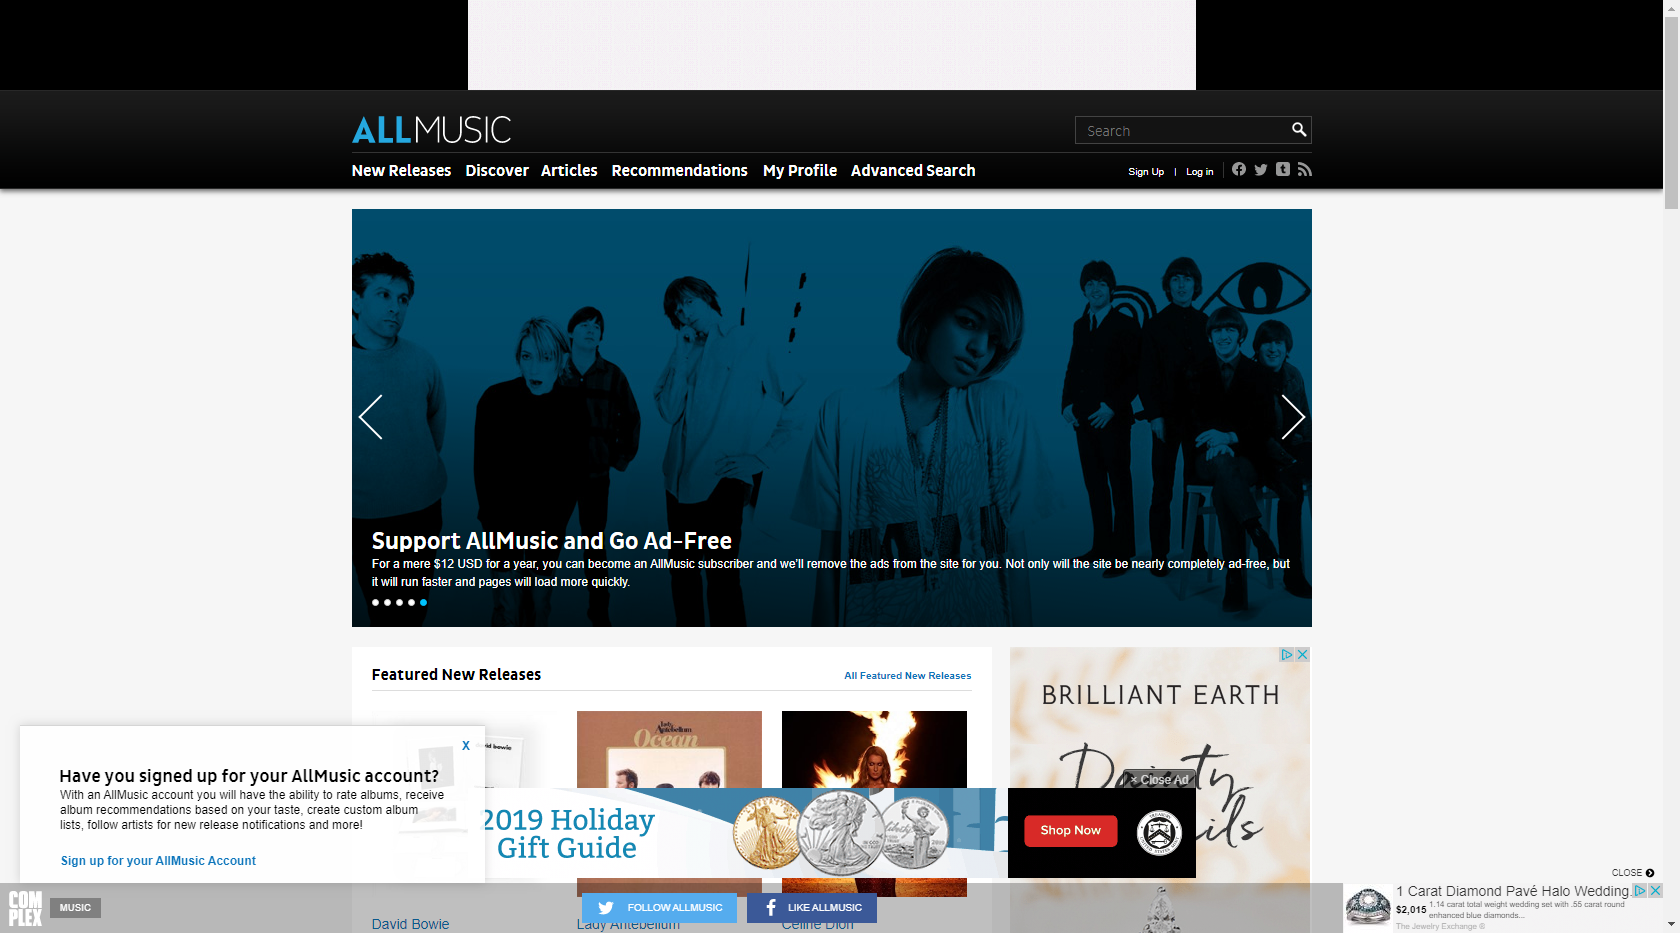 ALLMUSIC
Search
New Releases Discover Articles Recommendations My Profile Advanced Search
Sign Up | Log in
Support AllMusic and Go Ad-Free
For a mere $12 USD for a year, you can become an AllMusic subscriber and we'll remove the ads from the site for you. Not only will the site be nearly completely ad-free, but
it will run faster and pages will load more quickly.
Featured New Releases
All Featured New Releases
david bowie
Lady Antebellum
Ocean
BRILLIANT EARTH
X
Have you signed up for your AllMusic account?
With an AllMusic account you will have the ability to rate albums, receive
album recommendations based on your taste, create custom album
lists, follow artists for new release notifications and more!
Sign up for your AllMusic Account
× Close Ad
2019 Holiday
Gift Guide
Shop Now
CLOSE
COM
PLEX
MUSIC
David Bowie
Lady Antebellum
Celine Dion
FOLLOW ALLMUSIC
LIKE ALLMUSIC
1 Carat Diamond Pavé Halo Wedding
$2,015
1.14 carat total weight wedding set with .55 carat round
enhanced blue diamonds...
The Jewelry Exchange ®